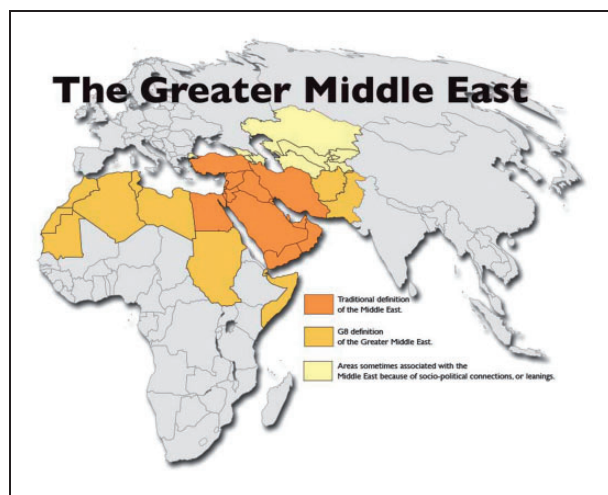 The Greater Middle East
Traditional definition
of the Middle East.
G8 definition
of the Greater Middle East.
Areas sometimes associated with the
Middle East because of socio-political connections, or leanings.